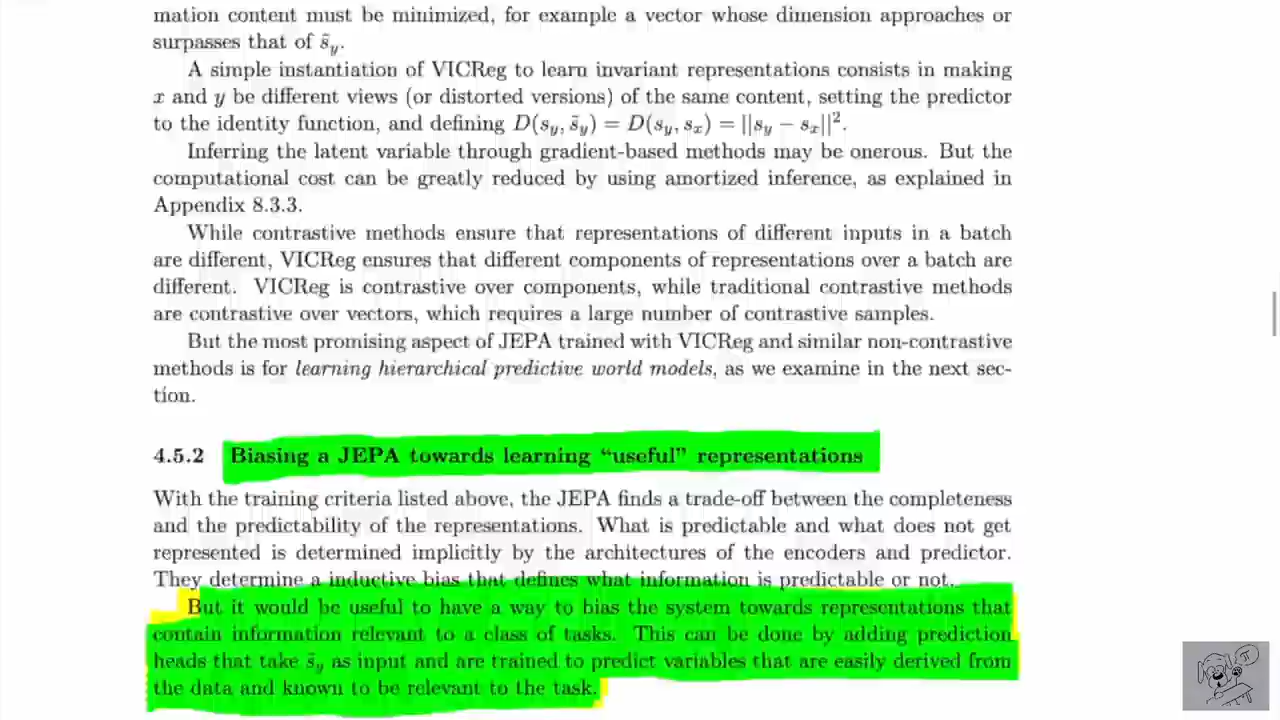 mation content must be minimized, for example a vector whose dimension approaches or
surpasses that of s̃_y.
A simple instantiation of VICReg to learn invariant representations consists in making
x and y be different views (or distorted versions) of the same content, setting the predictor
to the identity function, and defining D(s_y, s̃_y) = D(s_y, s_x) = ||s_y − s_x||².
Inferring the latent variable through gradient-based methods may be onerous. But the
computational cost can be greatly reduced by using amortized inference, as explained in
Appendix 8.3.3.
While contrastive methods ensure that representations of different inputs in a batch
are different, VICReg ensures that different components of representations over a batch are
different. VICReg is contrastive over components, while traditional contrastive methods
are contrastive over vectors, which requires a large number of contrastive samples.
But the most promising aspect of JEPA trained with VICReg and similar non-contrastive
methods is for learning hierarchical predictive world models, as we examine in the next sec-
tion.
4.5.2 Biasing a JEPA towards learning “useful” representations
With the training criteria listed above, the JEPA finds a trade-off between the completeness
and the predictability of the representations. What is predictable and what does not get
represented is determined implicitly by the architectures of the encoders and predictor.
They determine a inductive bias that defines what information is predictable or not.
But it would be useful to have a way to bias the system towards representations that
contain information relevant to a class of tasks. This can be done by adding prediction
heads that take s̃_y as input and are trained to predict variables that are easily derived from
the data and known to be relevant to the task.
π